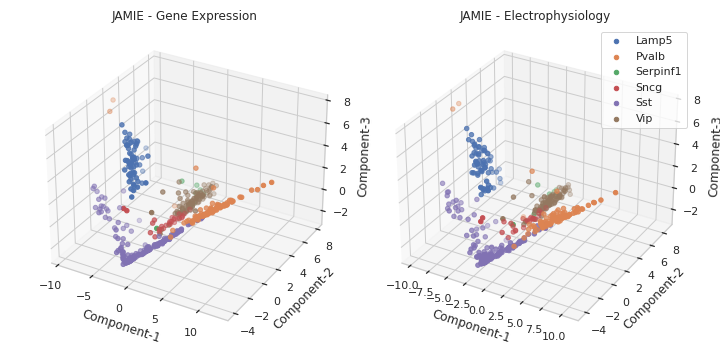 JAMIE - Gene Expression
8
6
4
2
0
−2
Component-3
−10
−5
0
5
10
Component-1
−4
−2
0
2
4
6
8
Component-2
JAMIE - Electrophysiology
Lamp5
Pvalb
Serpinf1
Sncg
Sst
Vip
8
6
4
2
0
−2
Component-3
−10.0
−7.5
−5.0
−2.5
0.0
2.5
5.0
7.5
10.0
Component-1
−4
−2
0
2
4
6
8
Component-2